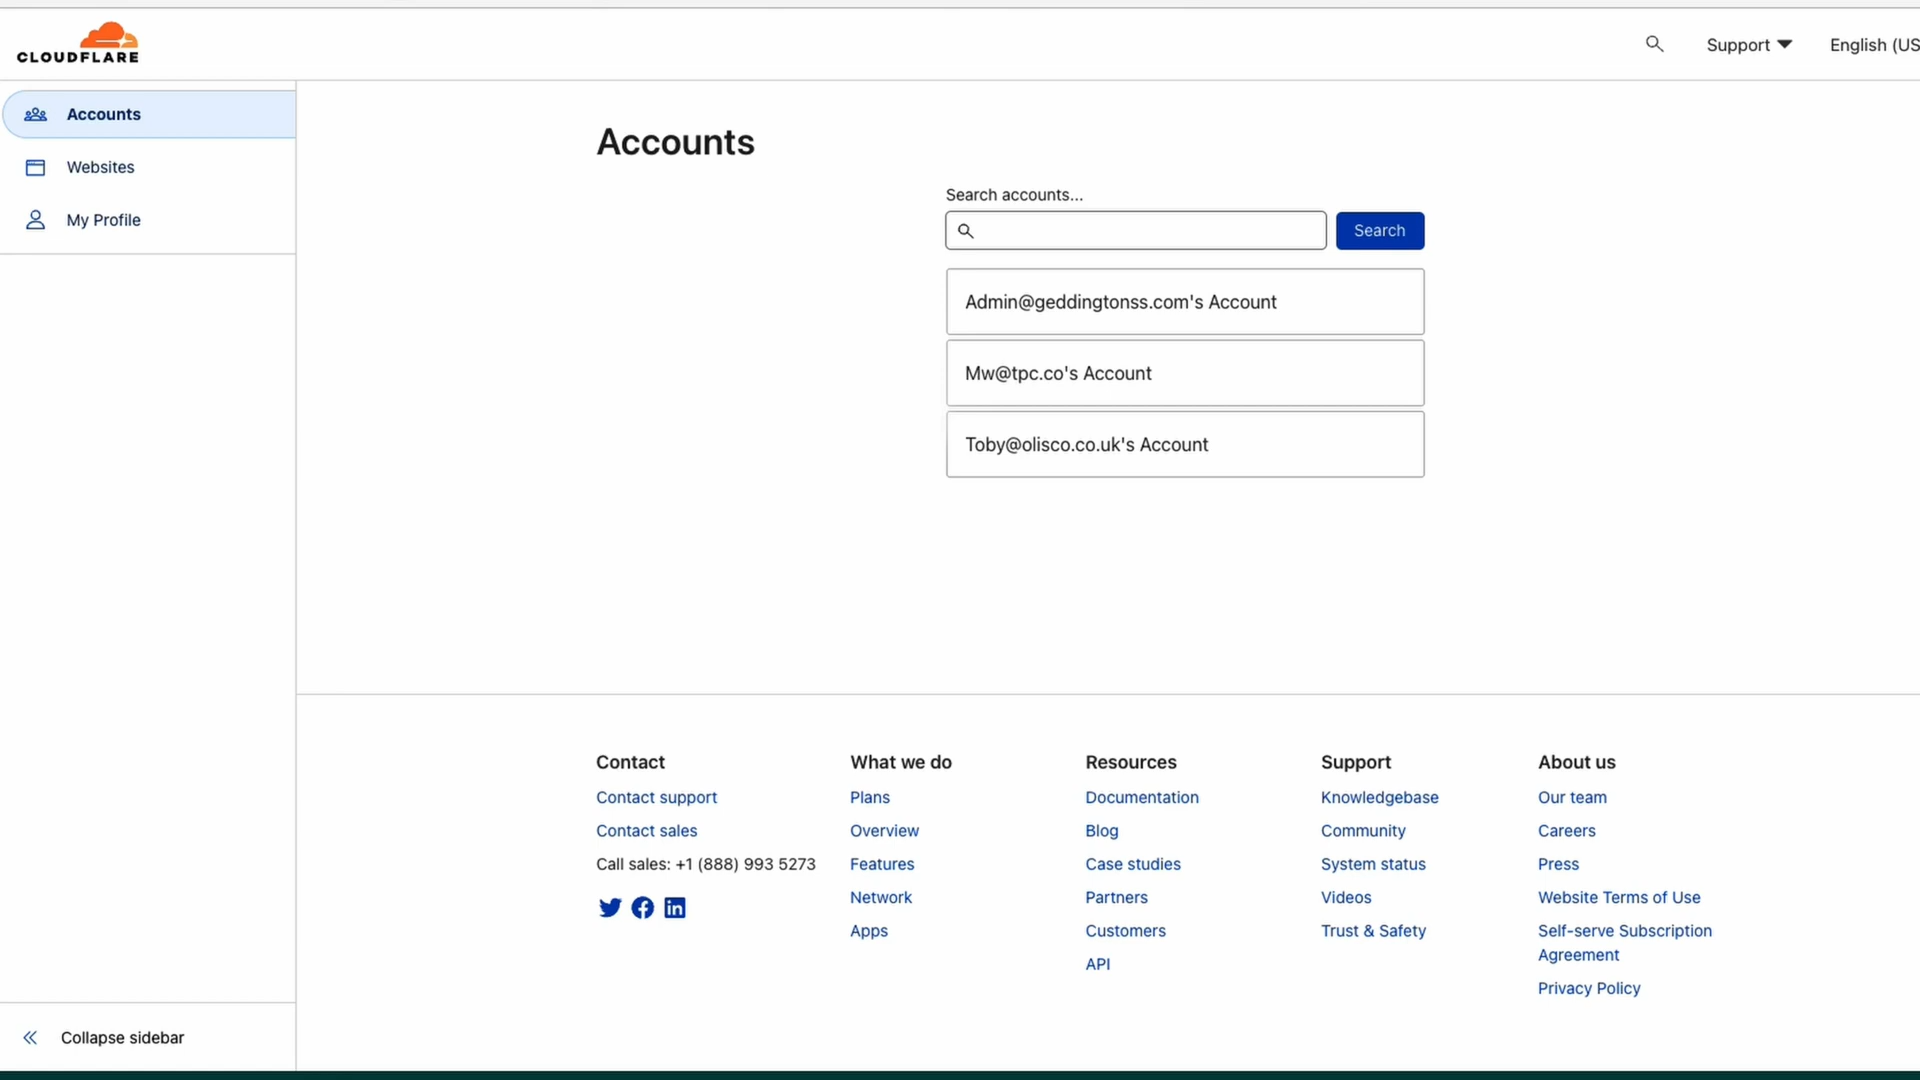 CLOUDFLARE
Support
English (US
Accounts
Websites
My Profile
Accounts
Search accounts...
Search
Admin@geddingtonss.com's Account
Mw@tpc.co's Account
Toby@olisco.co.uk's Account
Contact
Contact support
Contact sales
Call sales: +1 (888) 993 5273
What we do
Plans
Overview
Features
Network
Apps
Resources
Documentation
Blog
Case studies
Partners
Customers
API
Support
Knowledgebase
Community
System status
Videos
Trust & Safety
About us
Our team
Careers
Press
Website Terms of Use
Self-serve Subscription
Agreement
Privacy Policy
Collapse sidebar